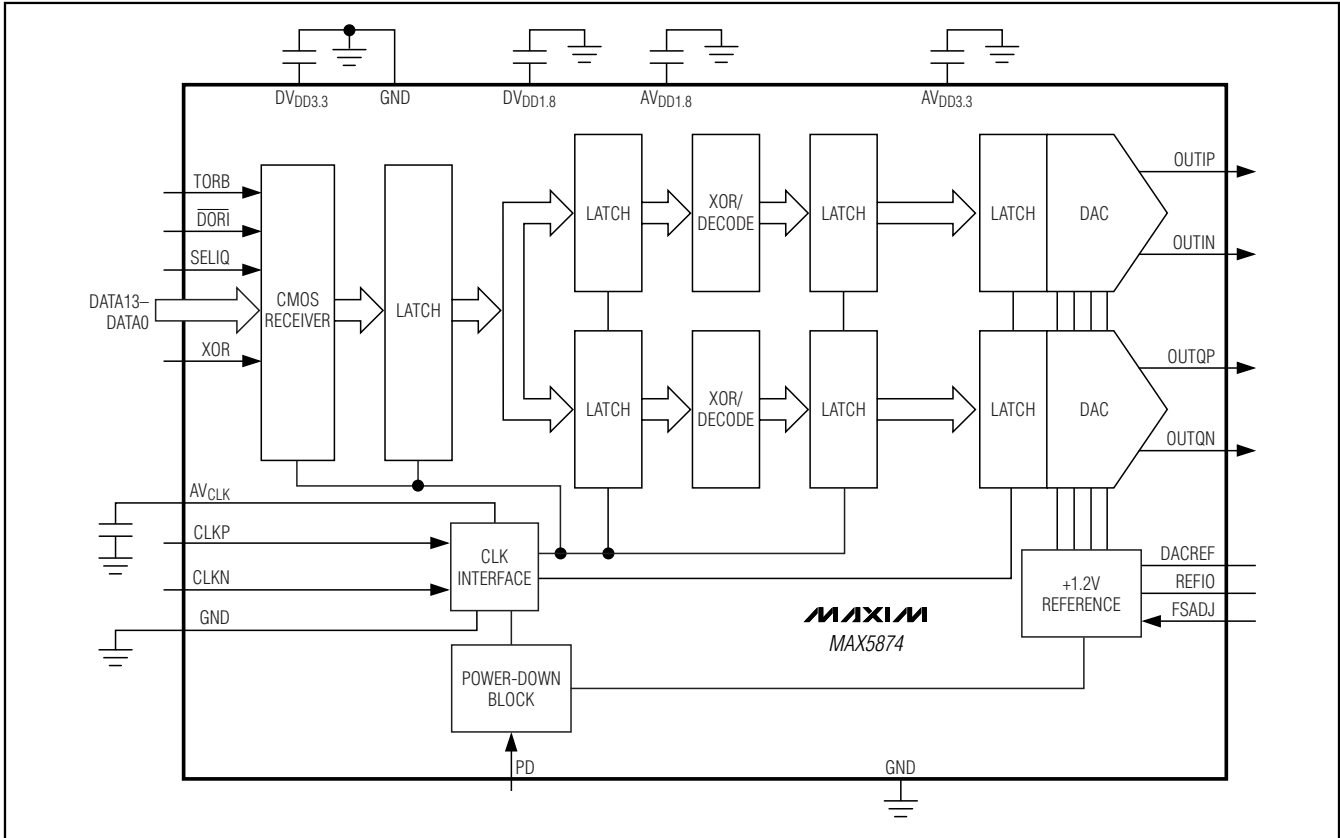 DVDD3.3 GND DVDD1.8 AVDD1.8 AVDD3.3
TORB
DORI
SELIQ
DATA13–
DATA0
XOR
CMOS
RECEIVER
LATCH
LATCH
XOR/
DECODE
LATCH
LATCH
DAC
OUTIP
OUTIN
LATCH
XOR/
DECODE
LATCH
LATCH
DAC
OUTQP
OUTQN
AVCLK
CLKP
CLKN
GND
CLK
INTERFACE
+1.2V
REFERENCE
DACREF
REFIO
FSADJ
MAXIM
MAX5874
POWER-DOWN
BLOCK
PD
GND